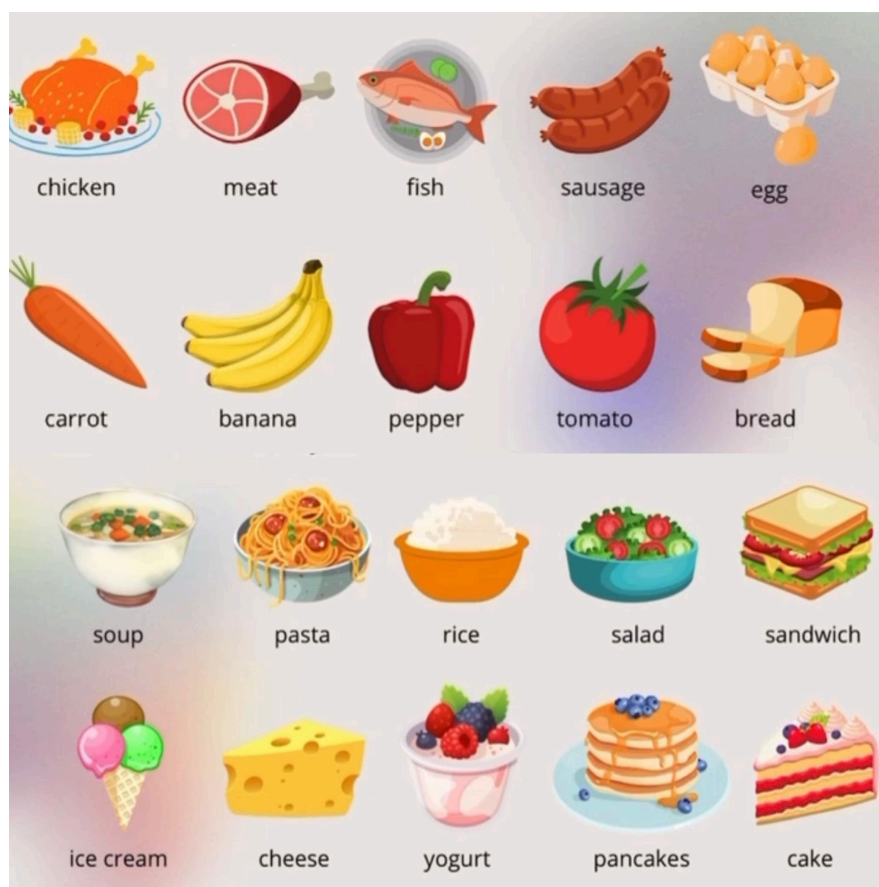 chicken meat fish sausage egg
carrot banana pepper tomato bread
soup pasta rice salad sandwich
ice cream cheese yogurt pancakes cake